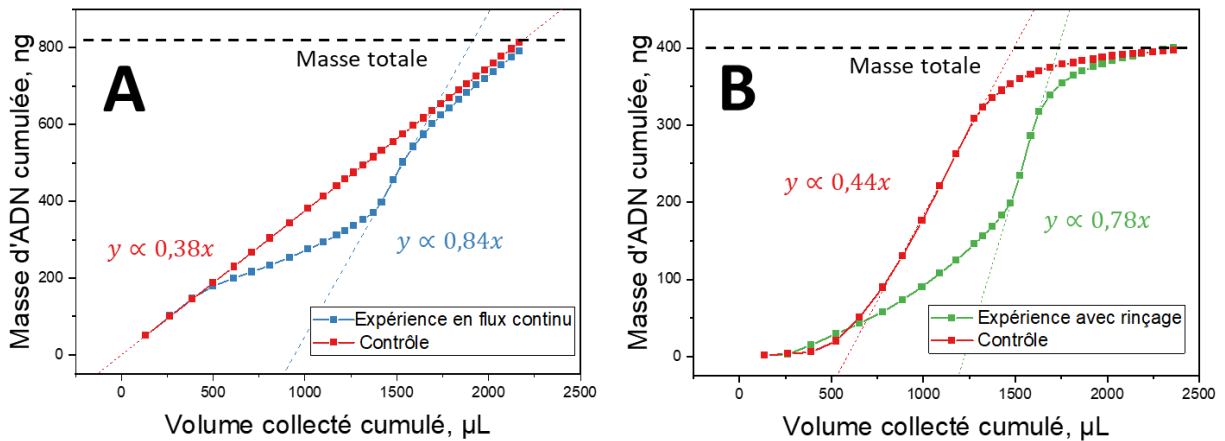 A
Masse totale
y ∝ 0,38x
y ∝ 0,84x
Expérience en flux continu
Contrôle
Masse d'ADN cumulée, ng
0
200
400
600
800
0
500
1000
1500
2000
2500
Volume collecté cumulé, µL
B
Masse totale
y ∝ 0,44x
y ∝ 0,78x
Expérience avec rinçage
Contrôle
Masse d'ADN cumulée, ng
0
100
200
300
400
0
500
1000
1500
2000
2500
Volume collecté cumulé, µL